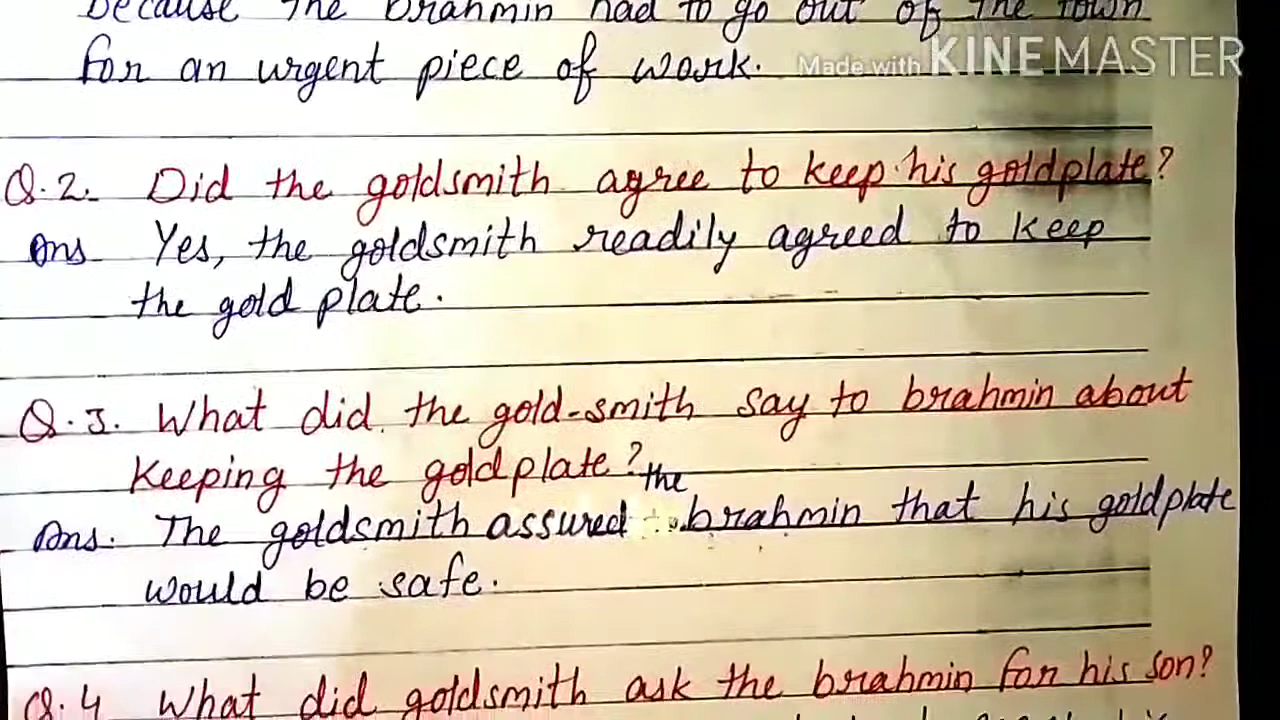 because the brahmin had to go out of the town
for an urgent piece of work.
Made with KINEMASTER
Q.2. Did the goldsmith agree to keep his goldplate?
Ans Yes, the goldsmith readily agreed to keep
the gold plate.
Q.3. What did the gold-smith say to brahmin about
keeping the goldplate?
the
Ans. The goldsmith assured brahmin that his goldplate
would be safe.
Q.4 What did goldsmith ask the brahmin for his son?